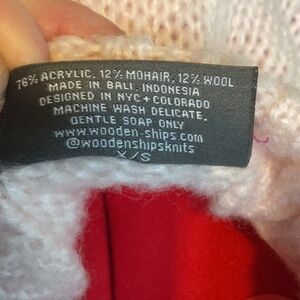 76% ACRYLIC, 12% MOHAIR, 12% WOOL
MADE IN BALI, INDONESIA
DESIGNED IN NYC + COLORADO
MACHINE WASH DELICATE.
GENTLE SOAP ONLY
www.wooden-ships.com
@woodenshipsknits
X/S